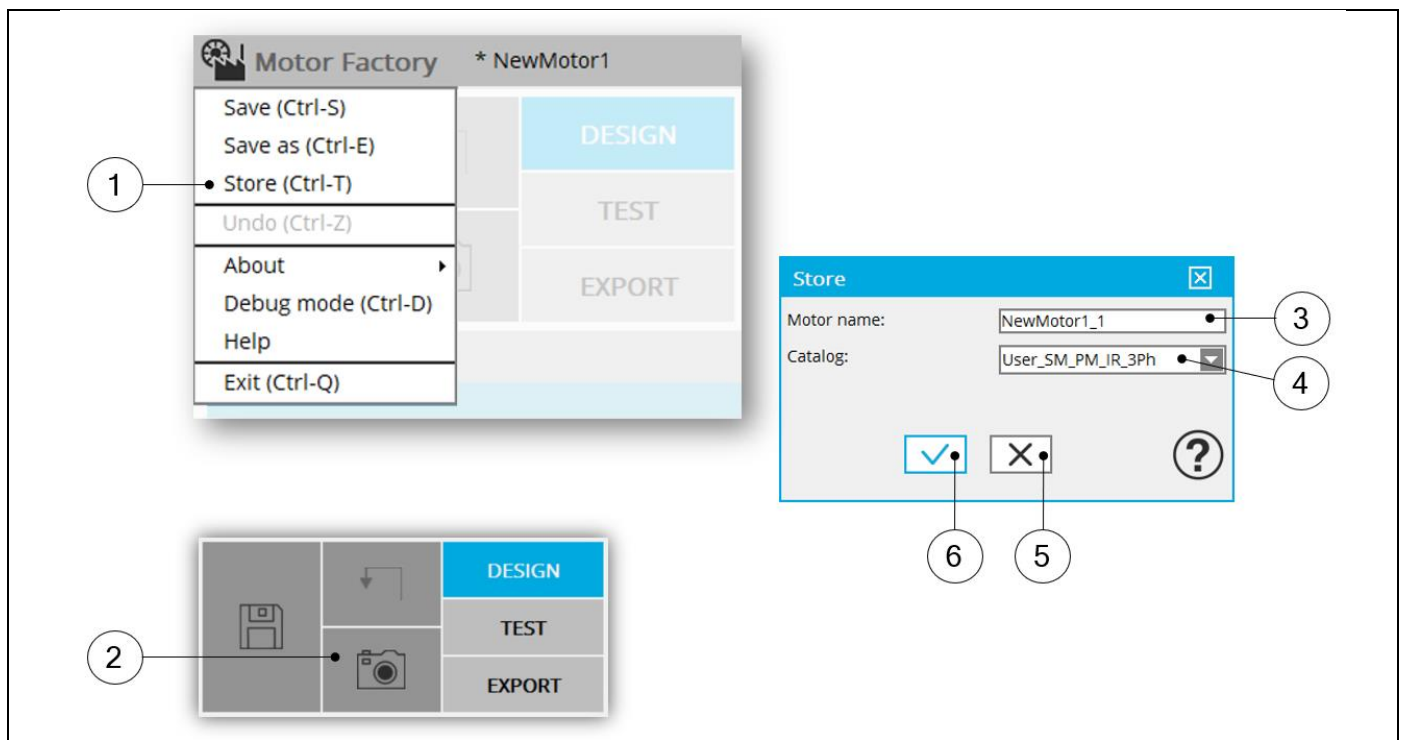 Motor Factory * NewMotor1
Save (Ctrl-S)
Save as (Ctrl-E)
Store (Ctrl-T)
Undo (Ctrl-Z)
About
Debug mode (Ctrl-D)
Help
Exit (Ctrl-Q)
DESIGN
TEST
EXPORT
1
Store
Motor name: NewMotor1_1
Catalog: User_SM_PM_IR_3Ph
?
3
4
6 5
DESIGN
TEST
EXPORT
2